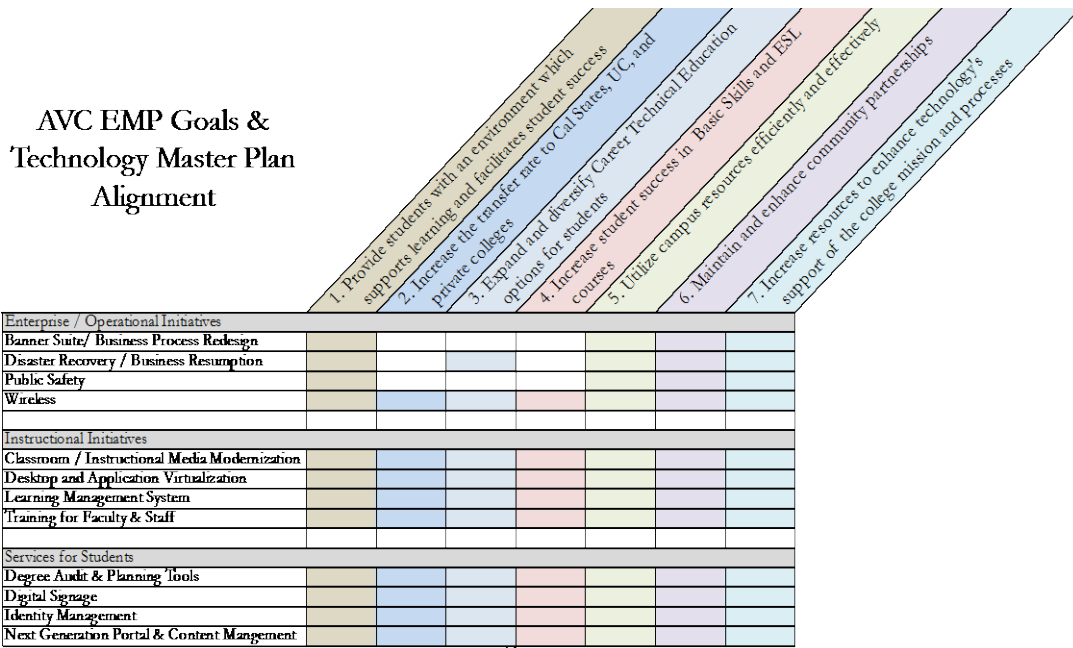 AVC EMP Goals &
Technology Master Plan
Alignment
1. Provide students with an environment which
supports learning and facilitates student success
2. Increase the transfer rate to Cal States, UC, and
private colleges
3. Expand and diversify Career Technical Education
options for students
4. Increase student success in Basic Skills and ESL
courses
5. Utilize campus resources efficiently and effectively
6. Maintain and enhance community partnerships
7. Increase resources to enhance technology's
support of the college mission and processes
Enterprise / Operational Initiatives
Banner Suite/ Business Process Redesign
Disaster Recovery / Business Resumption
Public Safety
Wireless
Instructional Initiatives
Classroom / Instructional Media Modernization
Desktop and Application Virtualization
Learning Management System
Training for Faculty & Staff
Services for Students
Degree Audit & Planning Tools
Digital Signage
Identity Management
Next Generation Portal & Content Mangement